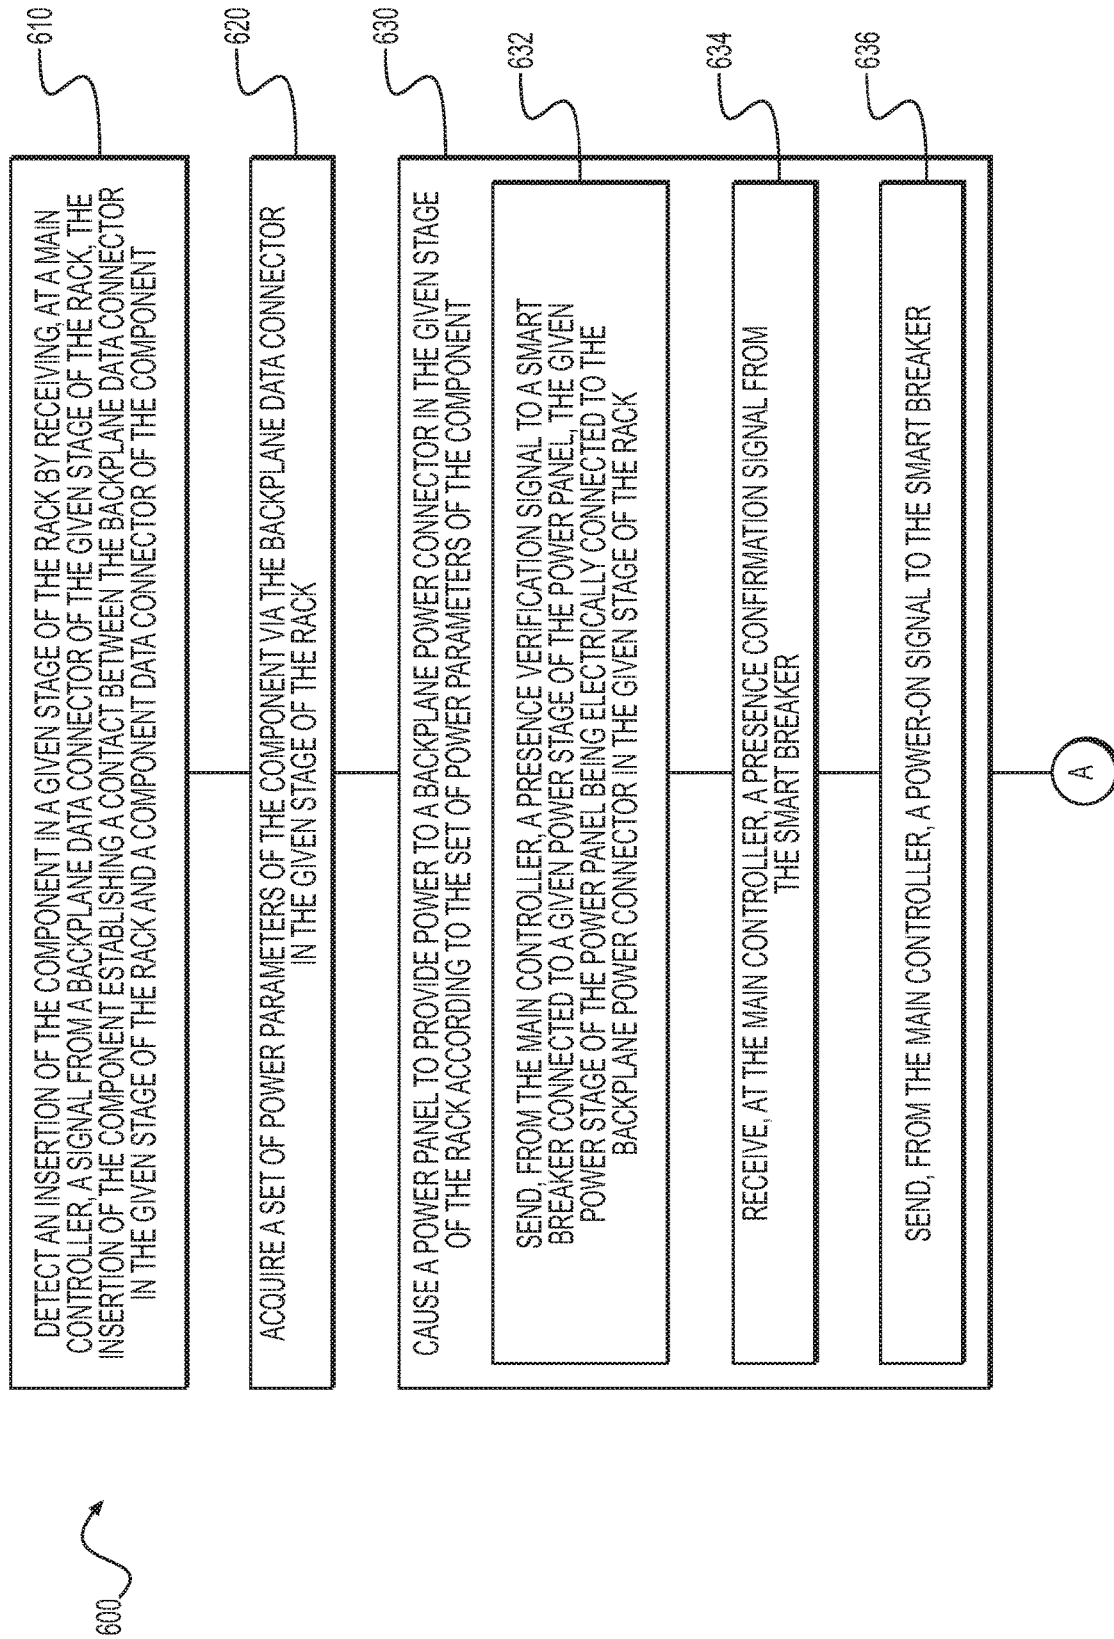 600
610
DETECT AN INSERTION OF THE COMPONENT IN A GIVEN STAGE OF THE RACK BY RECEIVING, AT A MAIN
CONTROLLER, A SIGNAL FROM A BACKPLANE DATA CONNECTOR OF THE GIVEN STAGE OF THE RACK, THE
INSERTION OF THE COMPONENT ESTABLISHING A CONTACT BETWEEN THE BACKPLANE DATA CONNECTOR
IN THE GIVEN STAGE OF THE RACK AND A COMPONENT DATA CONNECTOR OF THE COMPONENT
620
ACQUIRE A SET OF POWER PARAMETERS OF THE COMPONENT VIA THE BACKPLANE DATA CONNECTOR
IN THE GIVEN STAGE OF THE RACK
630
CAUSE A POWER PANEL TO PROVIDE POWER TO A BACKPLANE POWER CONNECTOR IN THE GIVEN STAGE
OF THE RACK ACCORDING TO THE SET OF POWER PARAMETERS OF THE COMPONENT
632
SEND, FROM THE MAIN CONTROLLER, A PRESENCE VERIFICATION SIGNAL TO A SMART
BREAKER CONNECTED TO A GIVEN POWER STAGE OF THE POWER PANEL, THE GIVEN
POWER STAGE OF THE POWER PANEL BEING ELECTRICALLY CONNECTED TO THE
BACKPLANE POWER CONNECTOR IN THE GIVEN STAGE OF THE RACK
634
RECEIVE, AT THE MAIN CONTROLLER, A PRESENCE CONFIRMATION SIGNAL FROM
THE SMART BREAKER
636
SEND, FROM THE MAIN CONTROLLER, A POWER-ON SIGNAL TO THE SMART BREAKER
A